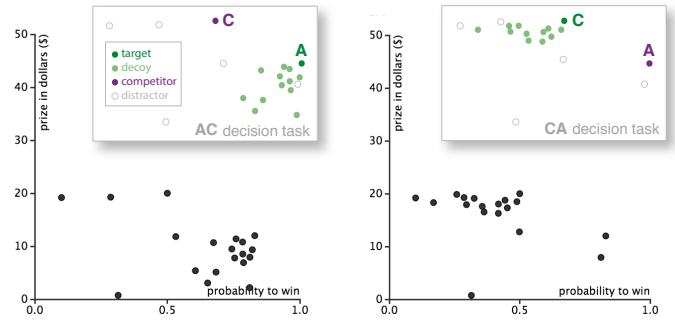 prize in dollars ($)
50
40
30
20
10
0
0.0
0.5
1.0
probability to win
C
A
target
decoy
competitor
distractor
AC decision task
prize in dollars ($)
50
40
30
20
10
0
0.0
0.5
1.0
probability to win
C
A
CA decision task